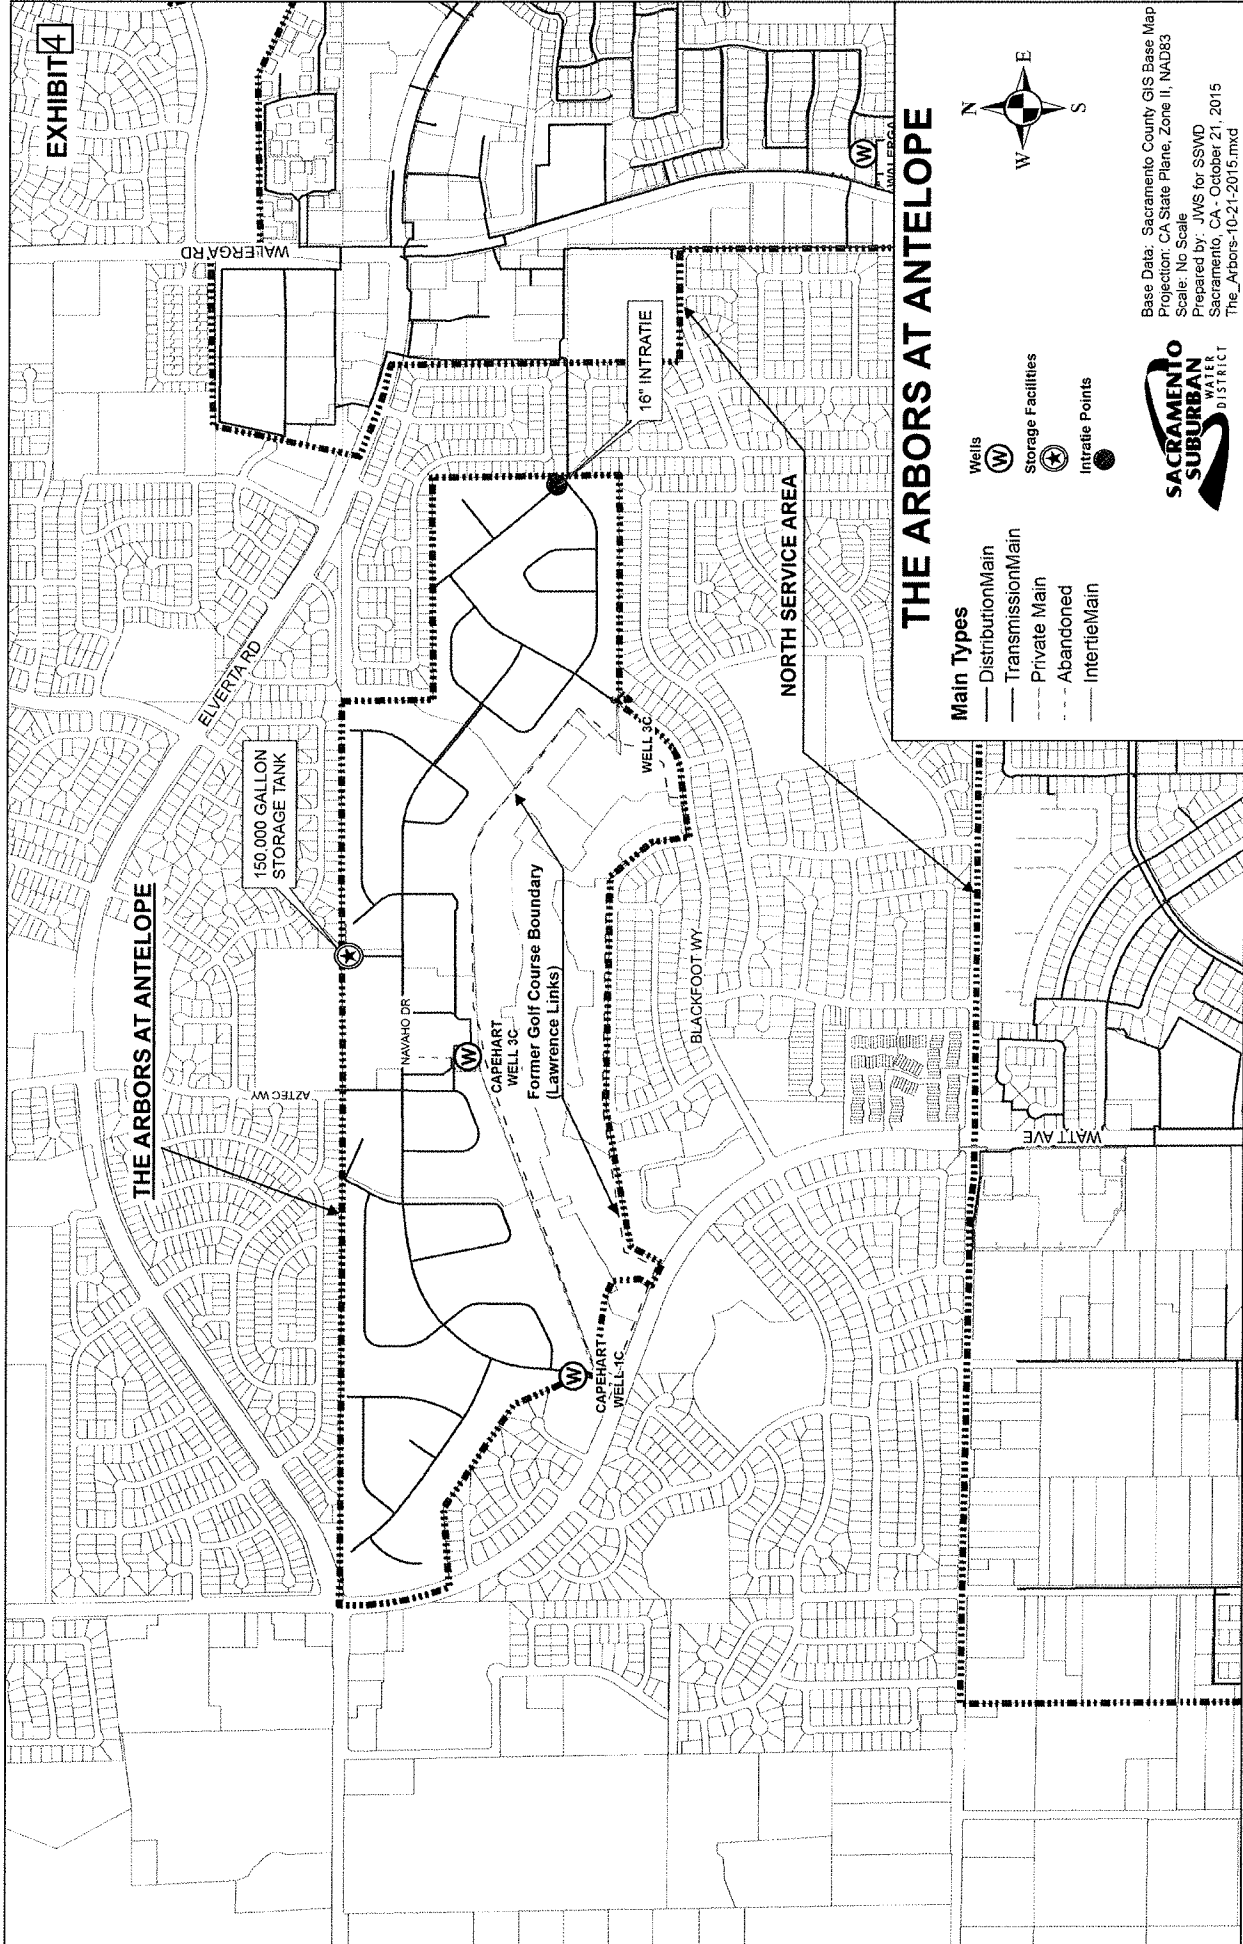 EXHIBIT 4
WALERGA RD
ELVERTA RD
THE ARBORS AT ANTELOPE
150,000 GALLON
STORAGE TANK
16" INTRATIE
NAVAHO DR
AZTEC WY
CAPEHART
WELL 3C
Former Golf Course Boundary
(Lawrence Links)
WELL 3C
CAPEHART
WELL 1C
BLACKFOOT WY
NORTH SERVICE AREA
WATT AVE
WALERGA
THE ARBORS AT ANTELOPE
Main Types
DistributionMain
TransmissionMain
Private Main
Abandoned
IntertieMain
Wells
W
Storage Facilities
Intratie Points
N
W
E
S
W
W
W
SACRAMENTO
SUBURBAN
WATER
DISTRICT
Base Data: Sacramento County GIS Base Map
Projection: CA State Plane, Zone II, NAD83
Scale: No Scale
Prepared by: JWS for SSWD
Sacramento, CA - October 21, 2015
The_Arbors-10-21-2015.mxd